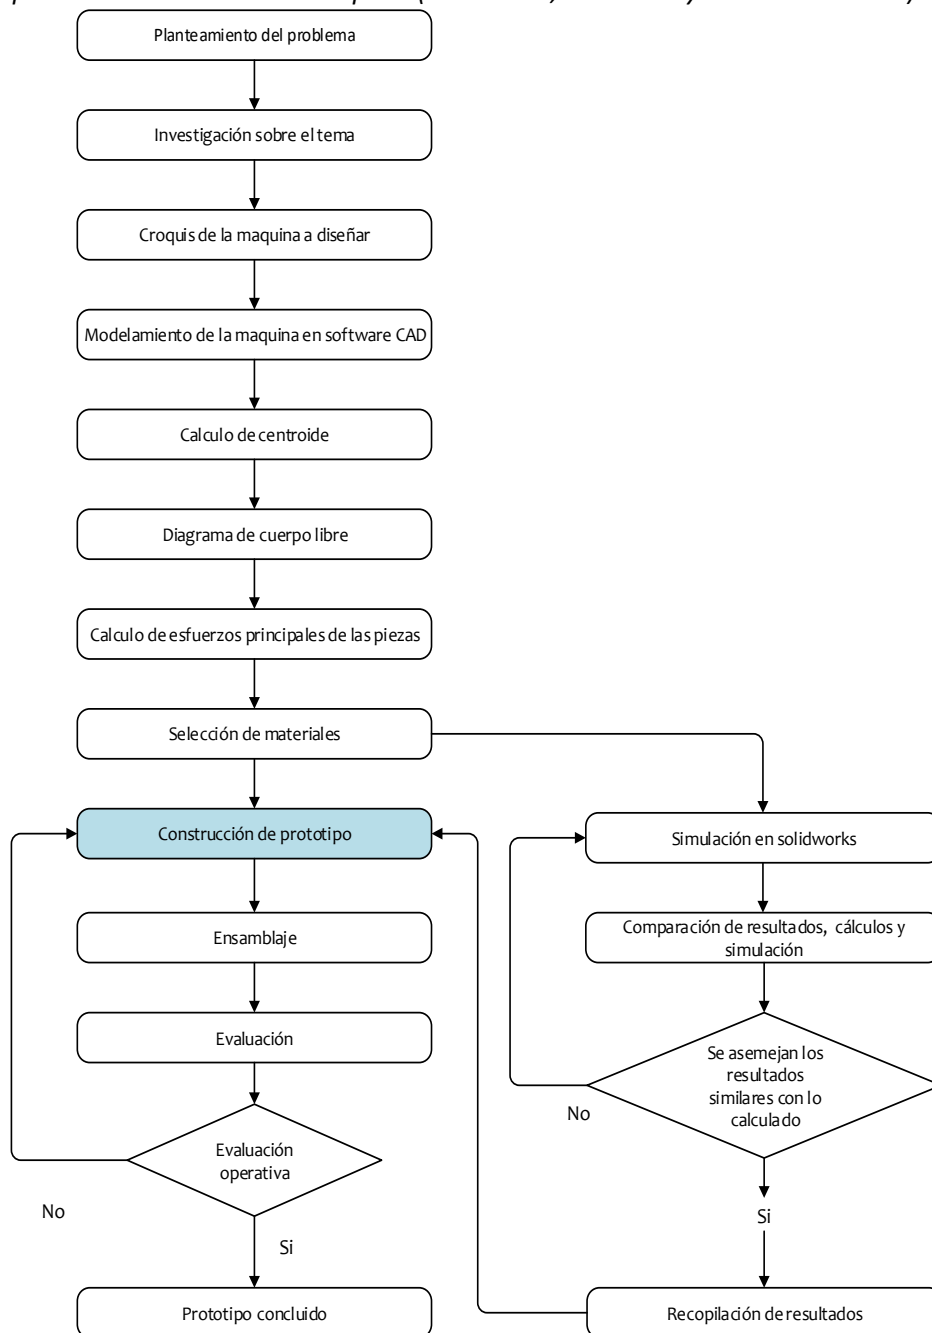 Planteamiento del problema
Investigación sobre el tema
Croquis de la maquina a diseñar
Modelamiento de la maquina en software CAD
Calculo de centroide
Diagrama de cuerpo libre
Calculo de esfuerzos principales de las piezas
Selección de materiales
Construcción de prototipo
Ensamblaje
Evaluación
Evaluación
operativa
No
Si
Prototipo concluido
Simulación en solidworks
Comparación de resultados, cálculos y
simulación
Se asemejan los
resultados
similares con lo
calculado
No
Si
Recopilación de resultados